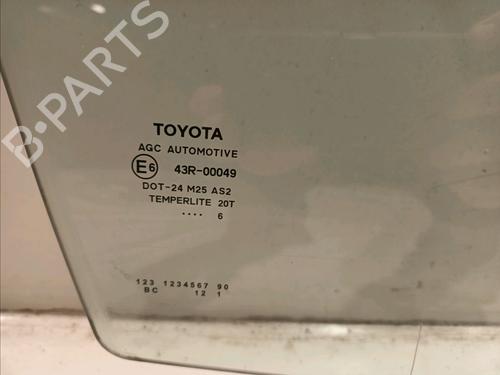 B-PARTS
TOYOTA
AGC AUTOMOTIVE
E6 43R-00049
DOT-24 M25 AS2
TEMPERLITE 20T
.... 6
123 1234567 90
BC 12 1